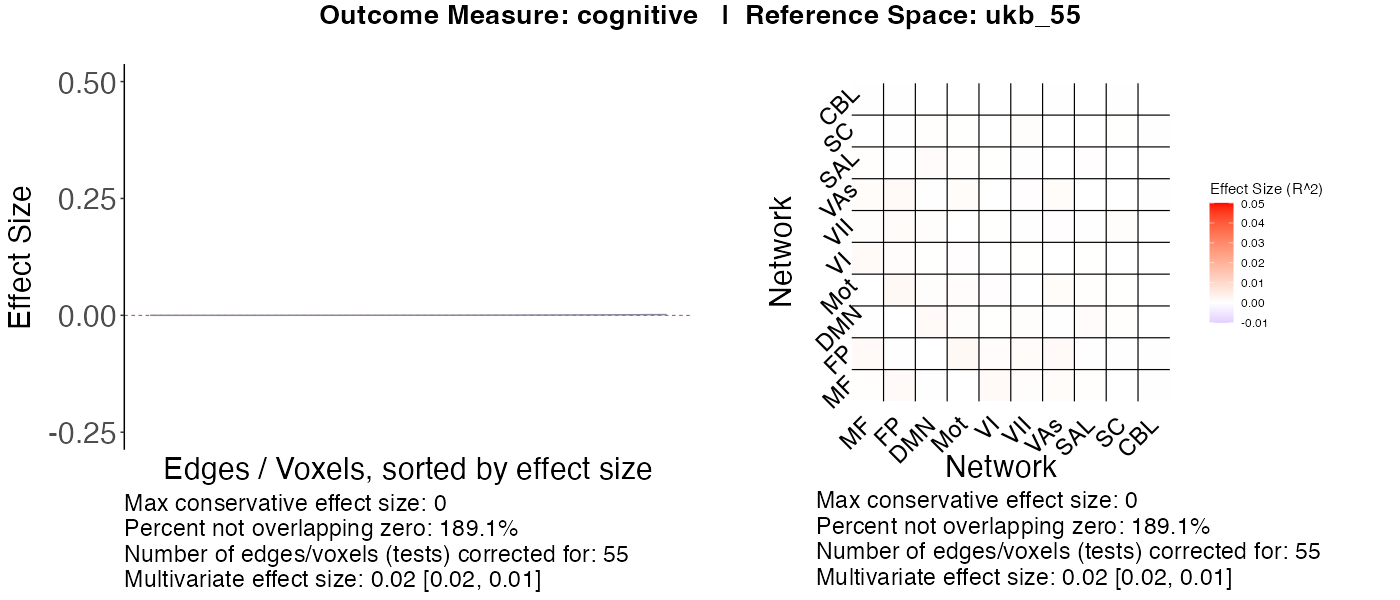 Outcome Measure: cognitive | Reference Space: ukb_55
0.50
0.25
0.00
-0.25
Effect Size
Edges / Voxels, sorted by effect size
Max conservative effect size: 0
Percent not overlapping zero: 189.1%
Number of edges/voxels (tests) corrected for: 55
Multivariate effect size: 0.02 [0.02, 0.01]
Network
CBL
SC
SAL
VAs
VII
VI
Mot
DMN
FP
MF
MF
FP
DMN
Mot
VI
VII
VAs
SAL
SC
CBL
Network
Effect Size (R^2)
0.05
0.04
0.03
0.02
0.01
0.00
-0.01
Max conservative effect size: 0
Percent not overlapping zero: 189.1%
Number of edges/voxels (tests) corrected for: 55
Multivariate effect size: 0.02 [0.02, 0.01]